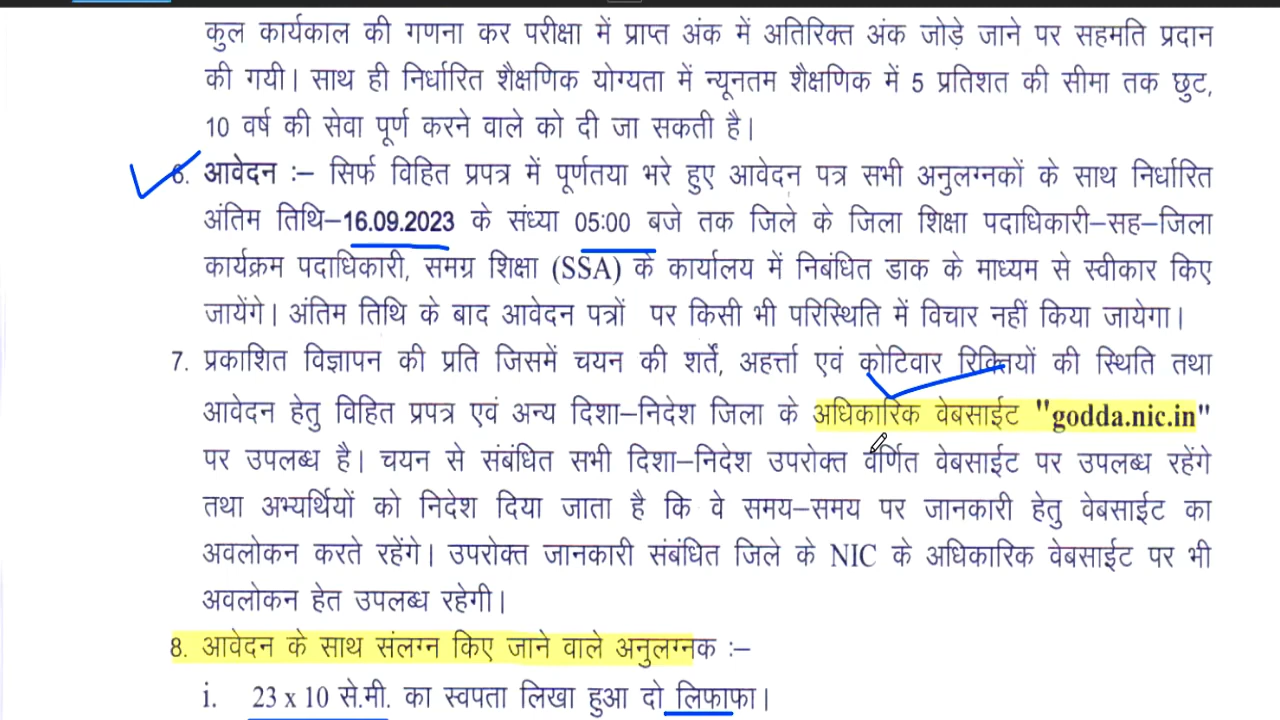 कुल कार्यकाल की गणना कर परीक्षा में प्राप्त अंक में अतिरिक्त अंक जोड़े जाने पर सहमति प्रदान
की गयी। साथ ही निर्धारित शैक्षणिक योग्यता में न्यूनतम शैक्षणिक में 5 प्रतिशत की सीमा तक छुट,
10 वर्ष की सेवा पूर्ण करने वाले को दी जा सकती है।
6. आवेदन :– सिर्फ विहित प्रपत्र में पूर्णतया भरे हुए आवेदन पत्र सभी अनुलग्नकों के साथ निर्धारित
अंतिम तिथि–16.09.2023 के संध्या 05:00 बजे तक जिले के जिला शिक्षा पदाधिकारी–सह–जिला
कार्यक्रम पदाधिकारी, समग्र शिक्षा (SSA) के कार्यालय में निबंधित डाक के माध्यम से स्वीकार किए
जायेंगे। अंतिम तिथि के बाद आवेदन पत्रों पर किसी भी परिस्थिति में विचार नहीं किया जायेगा।
7. प्रकाशित विज्ञापन की प्रति जिसमें चयन की शर्तें, अहर्त्ता एवं कोटिवार रिक्तियों की स्थिति तथा
आवेदन हेतु विहित प्रपत्र एवं अन्य दिशा–निदेश जिला के अधिकारिक वेबसाईट "godda.nic.in"
पर उपलब्ध है। चयन से संबंधित सभी दिशा–निदेश उपरोक्त वर्णित वेबसाईट पर उपलब्ध रहेंगे
तथा अभ्यर्थियों को निदेश दिया जाता है कि वे समय–समय पर जानकारी हेतु वेबसाईट का
अवलोकन करते रहेंगे। उपरोक्त जानकारी संबंधित जिले के NIC के अधिकारिक वेबसाईट पर भी
अवलोकन हेत उपलब्ध रहेगी।
8. आवेदन के साथ संलग्न किए जाने वाले अनुलग्नक :–
i. 23 x 10 से.मी. का स्वपता लिखा हुआ दो लिफाफा।